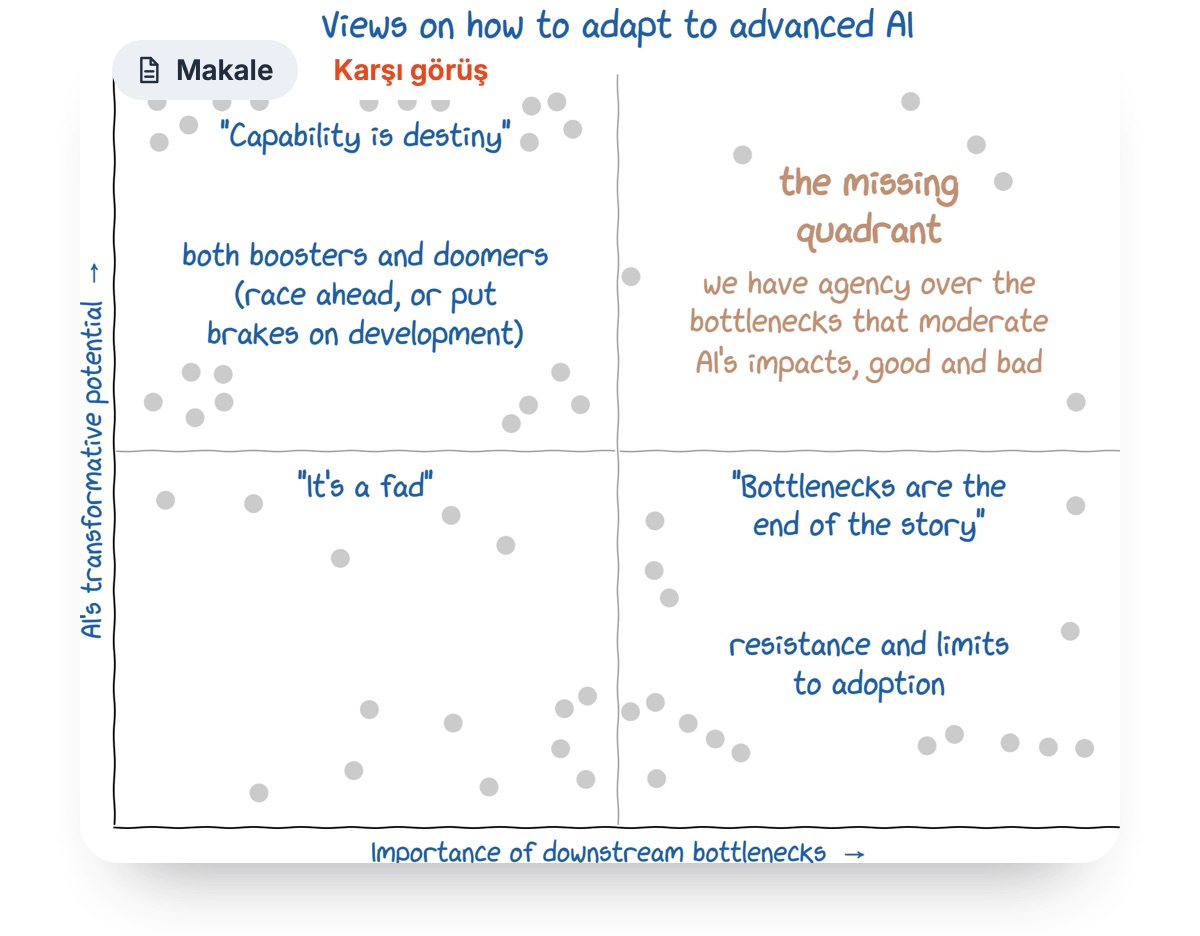 Views on how to adapt to advanced AI
Makale
Karşı görüş
"Capability is destiny"
both boosters and doomers
(race ahead, or put
brakes on development)
the missing
quadrant
we have agency over the
bottlenecks that moderate
AI's impacts, good and bad
AI's transformative potential →
"It's a fad"
"Bottlenecks are the
end of the story"
resistance and limits
to adoption
Importance of downstream bottlenecks →